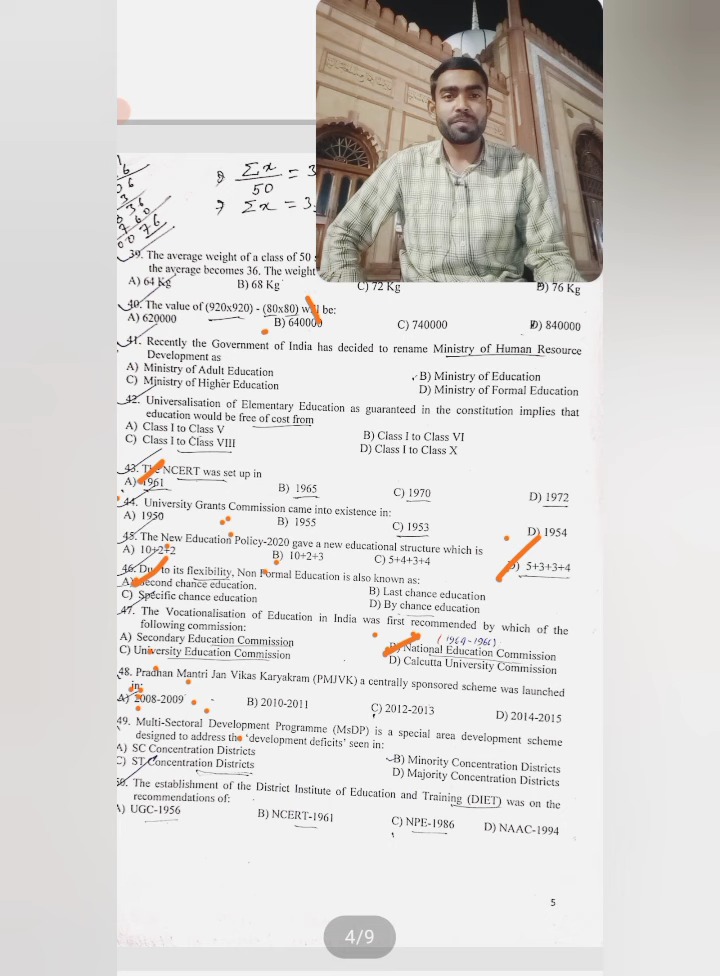 Σx
50
= 3
⇒ Σx = 3.
39. The average weight of a class of 50
the average becomes 36. The weight
A) 64 Kg B) 68 Kg C) 72 Kg D) 76 Kg
40. The value of (920x920) - (80x80) will be:
A) 620000 B) 640000 C) 740000 D) 840000
41. Recently the Government of India has decided to rename Ministry of Human Resource
Development as
A) Ministry of Adult Education B) Ministry of Education
C) Ministry of Higher Education D) Ministry of Formal Education
42. Universalisation of Elementary Education as guaranteed in the constitution implies that
education would be free of cost from
A) Class I to Class V B) Class I to Class VI
C) Class I to Class VIII D) Class I to Class X
43. The NCERT was set up in
A) 1961 B) 1965 C) 1970 D) 1972
44. University Grants Commission came into existence in:
A) 1950 B) 1955 C) 1953 D) 1954
45. The New Education Policy-2020 gave a new educational structure which is
A) 10+2+2 B) 10+2+3 C) 5+4+3+4 D) 5+3+3+4
46. Due to its flexibility, Non Formal Education is also known as:
A) Second chance education. B) Last chance education
C) Specific chance education D) By chance education
47. The Vocationalisation of Education in India was first recommended by which of the
following commission:
(1964-1966)
A) Secondary Education Commission B) National Education Commission
C) University Education Commission D) Calcutta University Commission
48. Pradhan Mantri Jan Vikas Karyakram (PMJVK) a centrally sponsored scheme was launched
in:
A) 2008-2009 B) 2010-2011 C) 2012-2013 D) 2014-2015
49. Multi-Sectoral Development Programme (MsDP) is a special area development scheme
designed to address the 'development deficits' seen in:
A) SC Concentration Districts B) Minority Concentration Districts
C) ST Concentration Districts D) Majority Concentration Districts
50. The establishment of the District Institute of Education and Training (DIET) was on the
recommendations of:
A) UGC-1956 B) NCERT-1961 C) NPE-1986 D) NAAC-1994
5
4/9